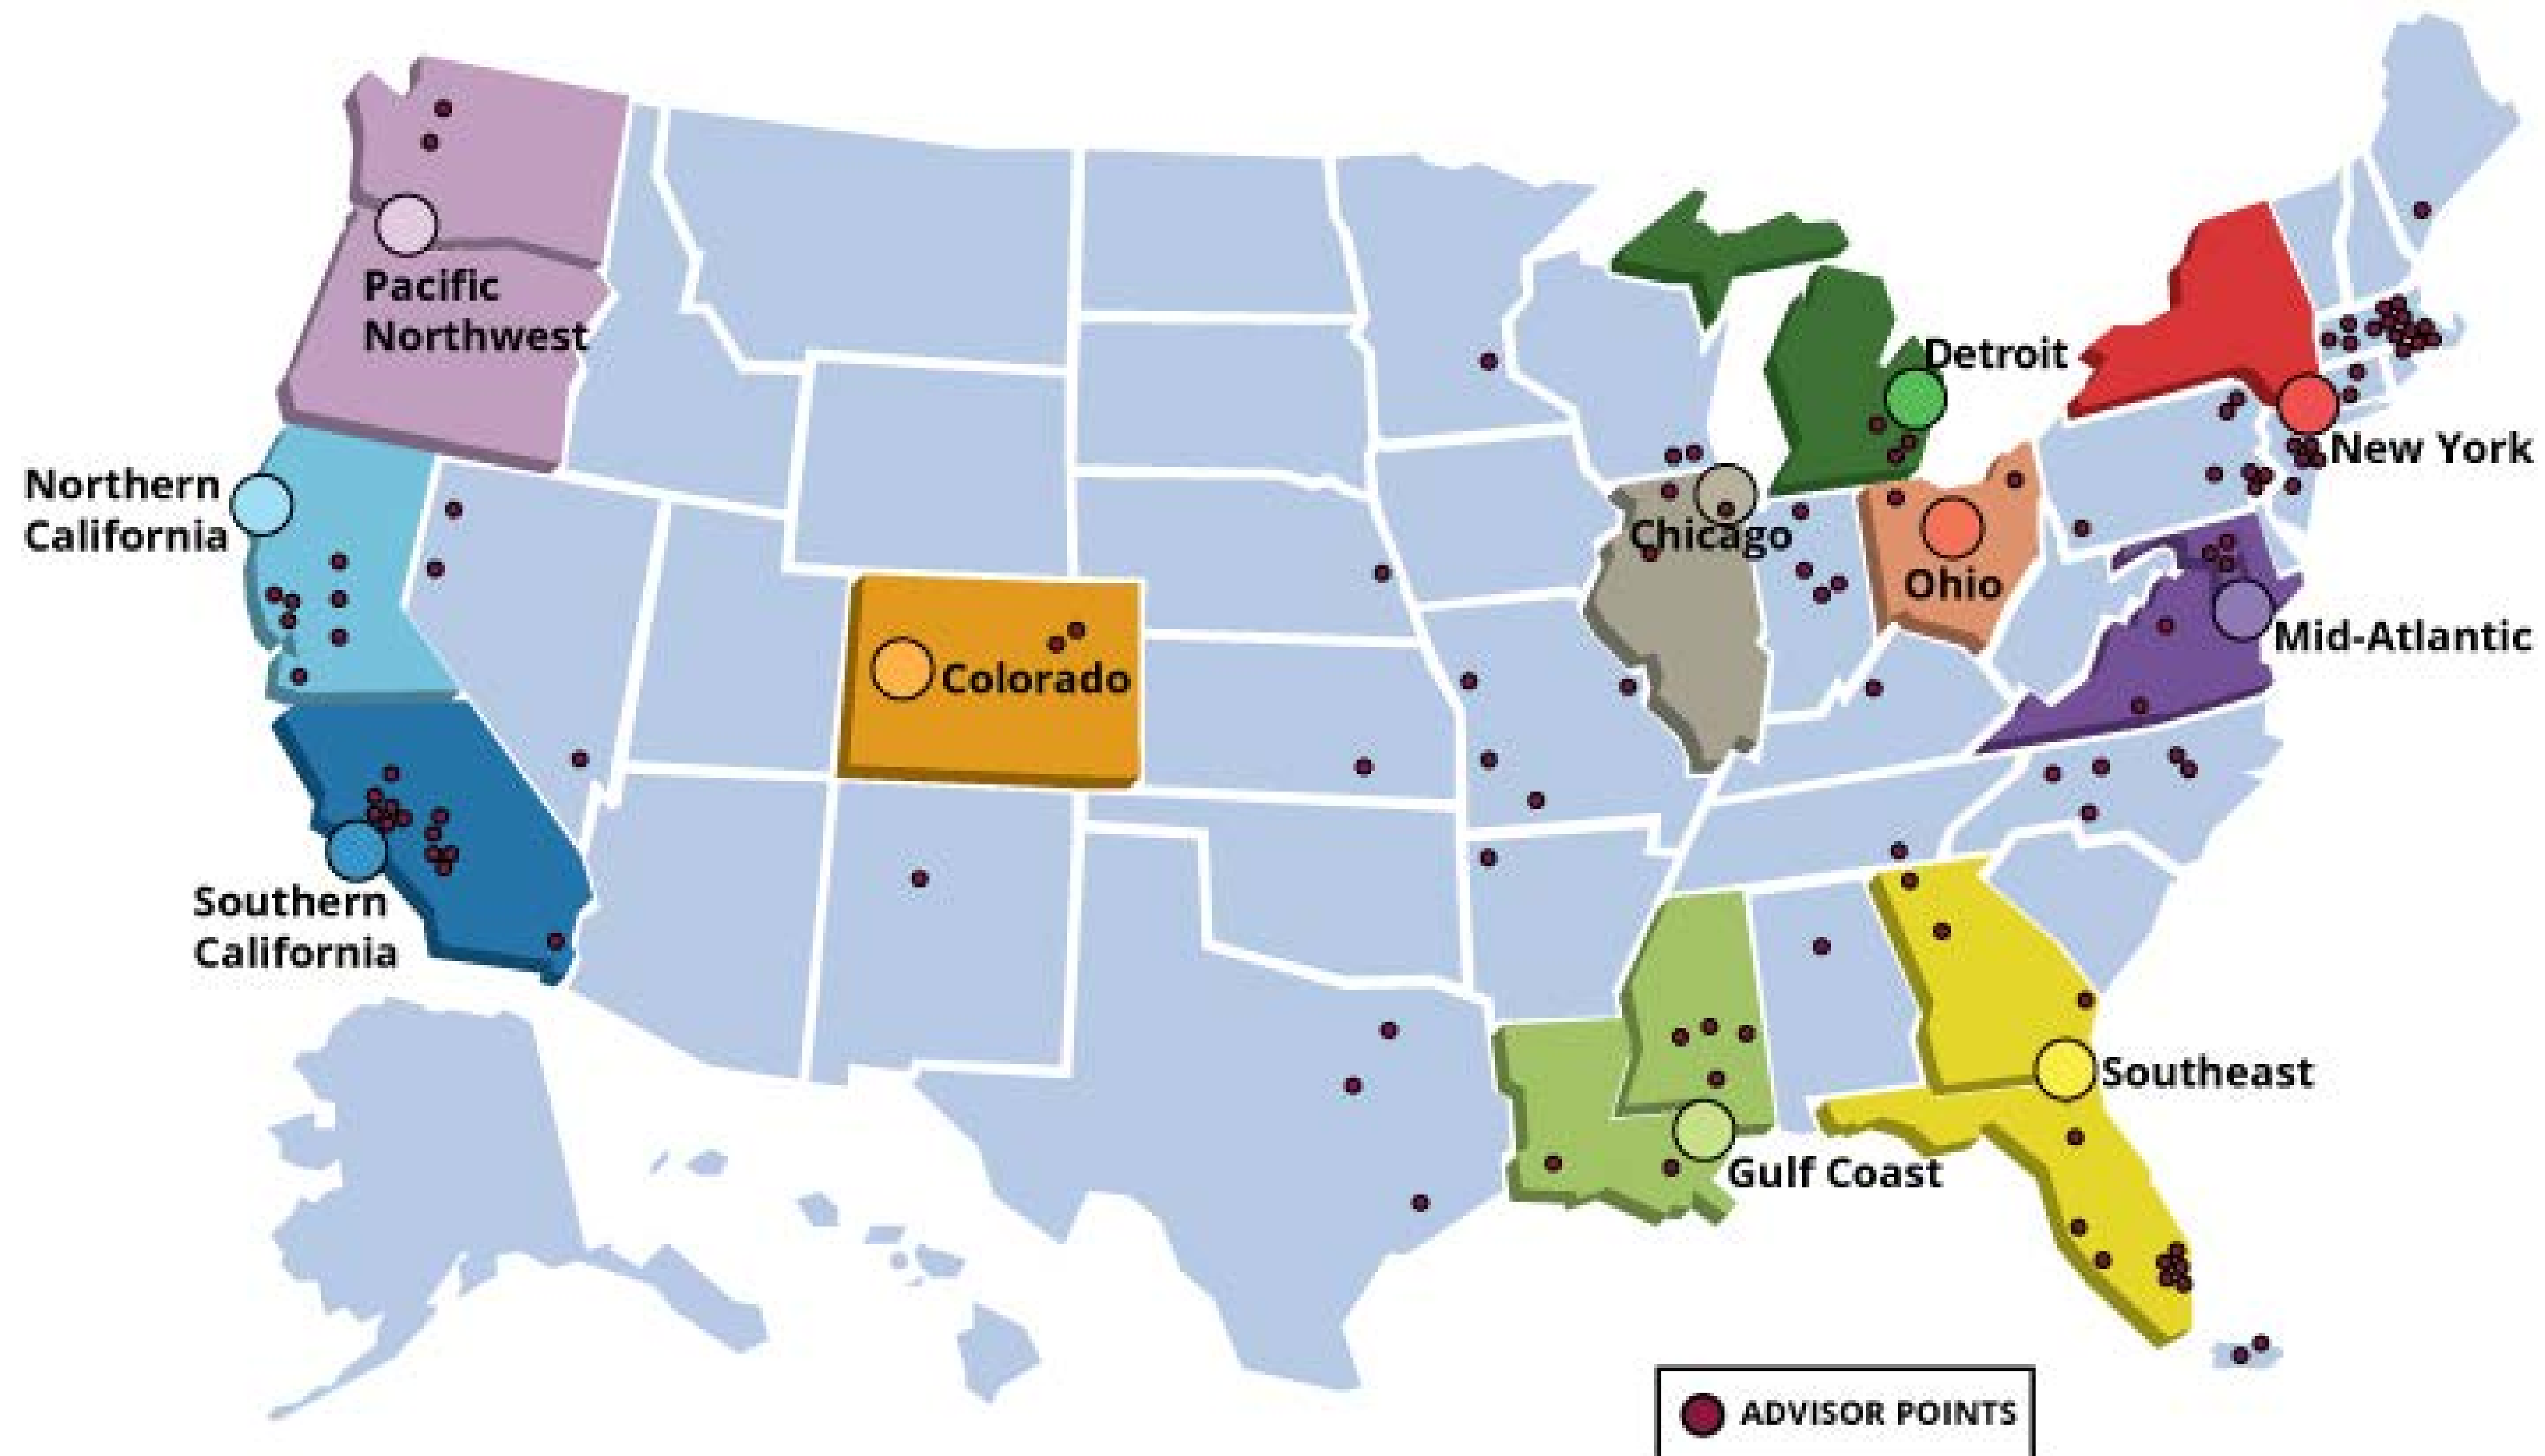 Pacific
Northwest
Detroit
New York
Northern
California
Chicago
Ohio
Mid-Atlantic
Colorado
Southern
California
Southeast
Gulf Coast
ADVISOR POINTS